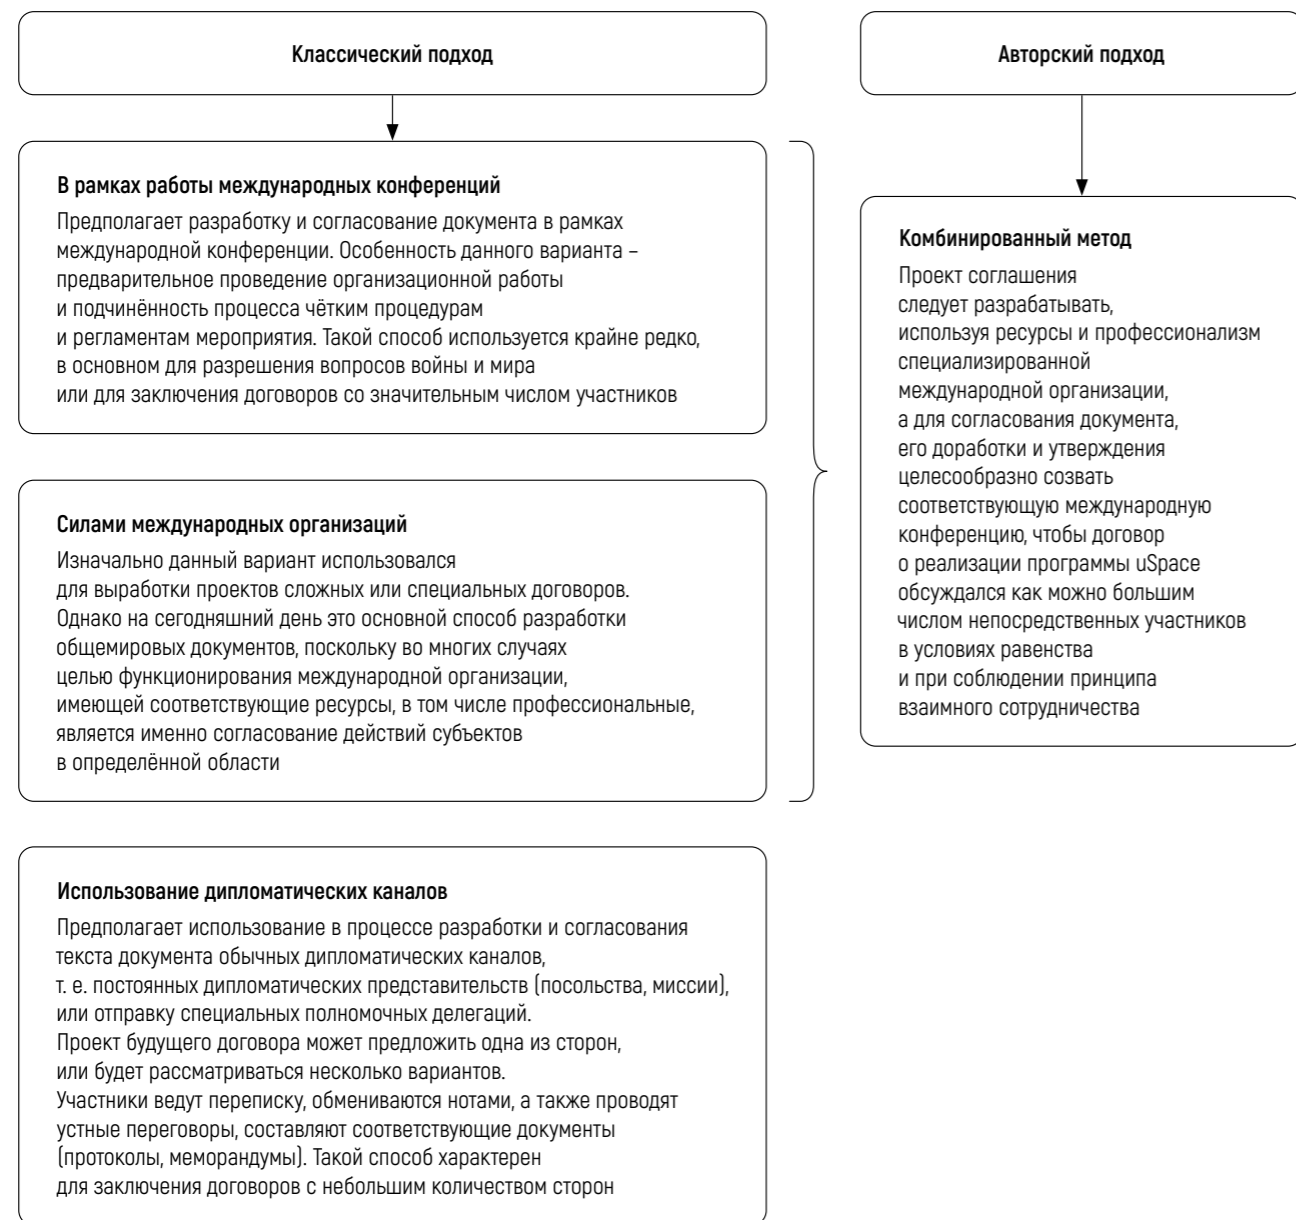 Классический подход
Авторский подход
В рамках работы международных конференций
Предполагает разработку и согласование документа в рамках
международной конференции. Особенность данного варианта –
предварительное проведение организационной работы
и подчинённость процесса чётким процедурам
и регламентам мероприятия. Такой способ используется крайне редко,
в основном для разрешения вопросов войны и мира
или для заключения договоров со значительным числом участников
Силами международных организаций
Изначально данный вариант использовался
для выработки проектов сложных или специальных договоров.
Однако на сегодняшний день это основной способ разработки
общемировых документов, поскольку во многих случаях
целью функционирования международной организации,
имеющей соответствующие ресурсы, в том числе профессиональные,
является именно согласование действий субъектов
в определённой области
Использование дипломатических каналов
Предполагает использование в процессе разработки и согласования
текста документа обычных дипломатических каналов,
т. е. постоянных дипломатических представительств (посольства, миссии),
или отправку специальных полномочных делегаций.
Проект будущего договора может предложить одна из сторон,
или будет рассматриваться несколько вариантов.
Участники ведут переписку, обмениваются нотами, а также проводят
устные переговоры, составляют соответствующие документы
(протоколы, меморандумы). Такой способ характерен
для заключения договоров с небольшим количеством сторон
Комбинированный метод
Проект соглашения
следует разрабатывать,
используя ресурсы и профессионализм
специализированной
международной организации,
а для согласования документа,
его доработки и утверждения
целесообразно созвать
соответствующую международную
конференцию, чтобы договор
о реализации программы uSpace
обсуждался как можно большим
числом непосредственных участников
в условиях равенства
и при соблюдении принципа
взаимного сотрудничества